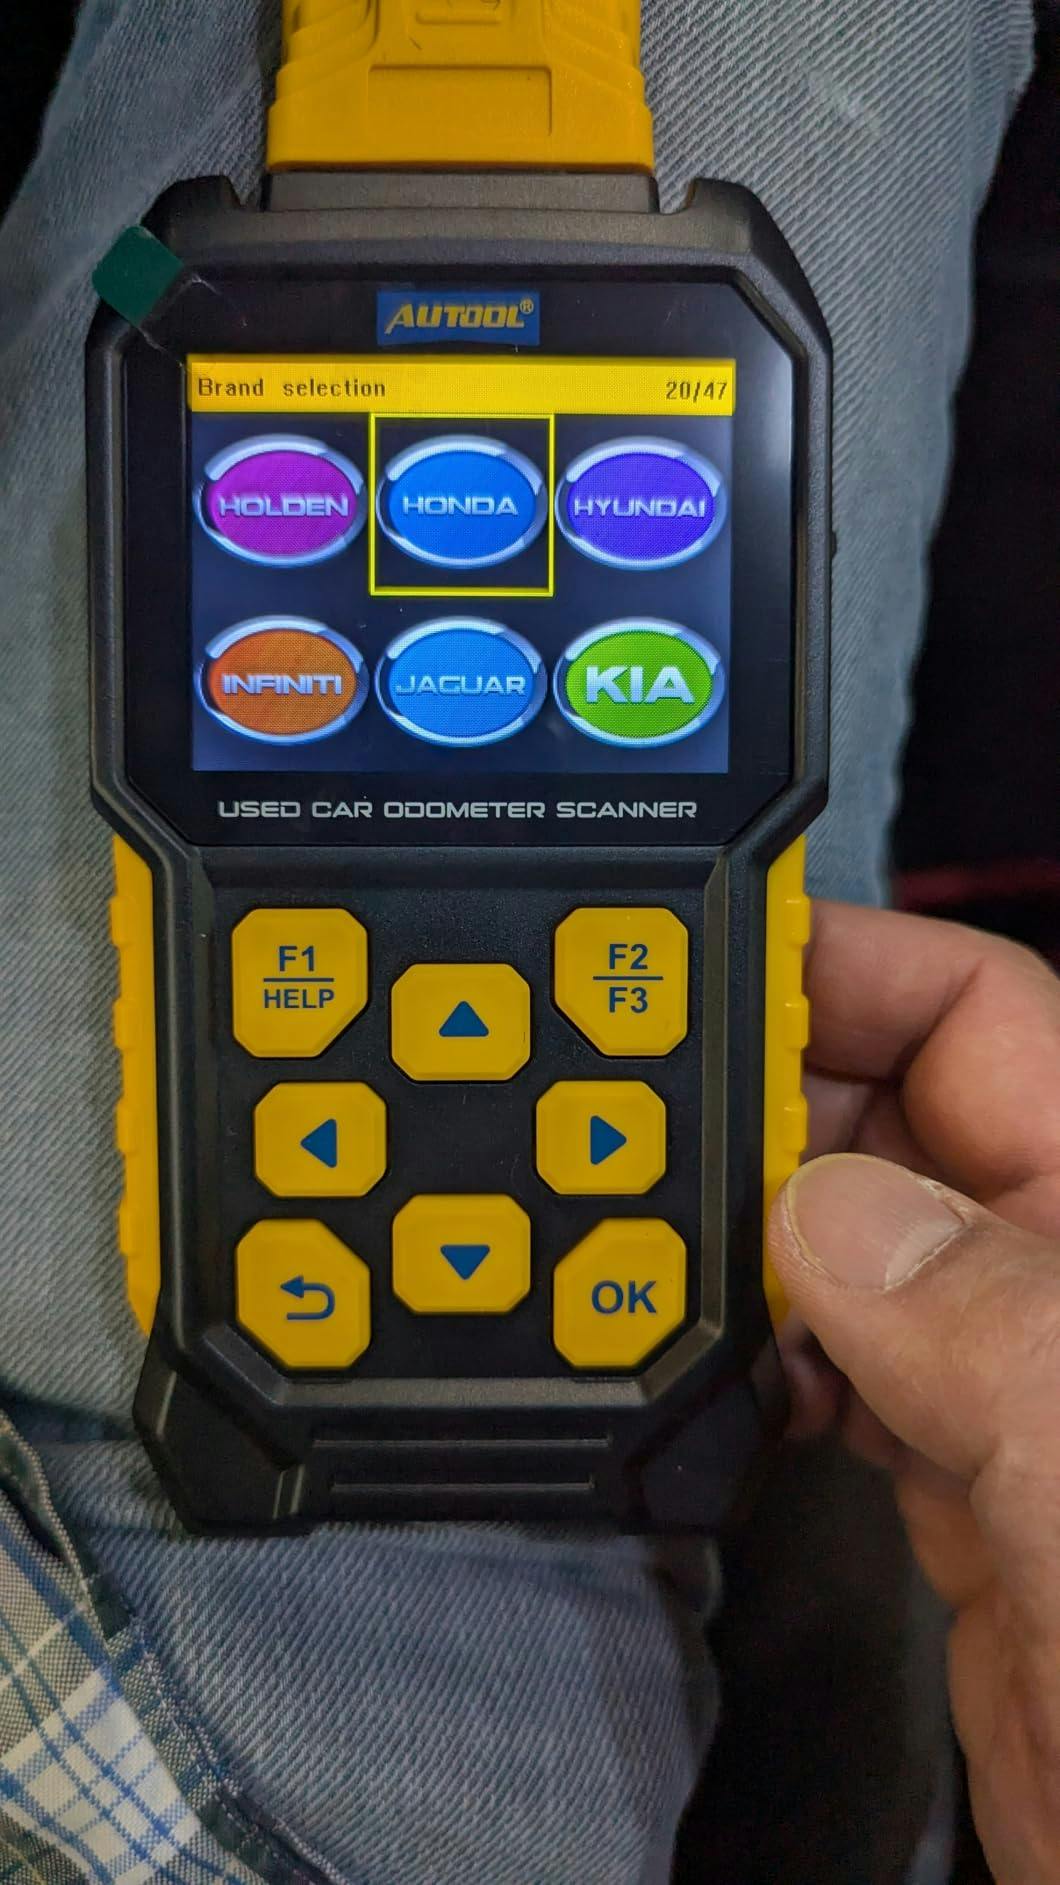 AUTOOL®
Brand selection 20/47
HOLDEN HONDA HYUNDAI
INFINITI JAGUAR KIA
USED CAR ODOMETER SCANNER
F1
HELP
F2
F3
OK